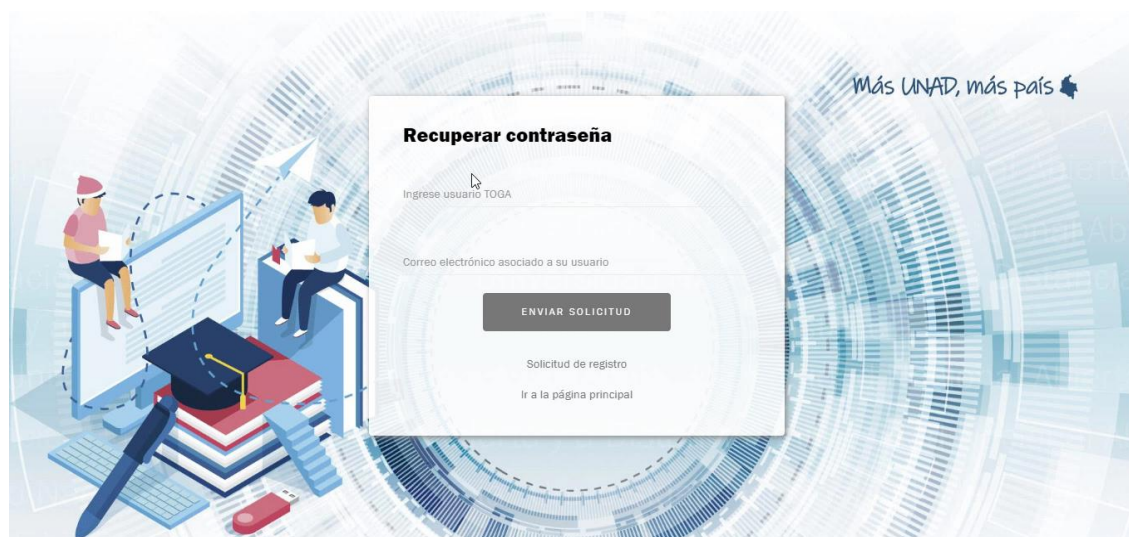 Más UNAD, más país
Recuperar contraseña
Ingrese usuario TOGA
Correo electrónico asociado a su usuario
ENVIAR SOLICITUD
Solicitud de registro
Ir a la página principal